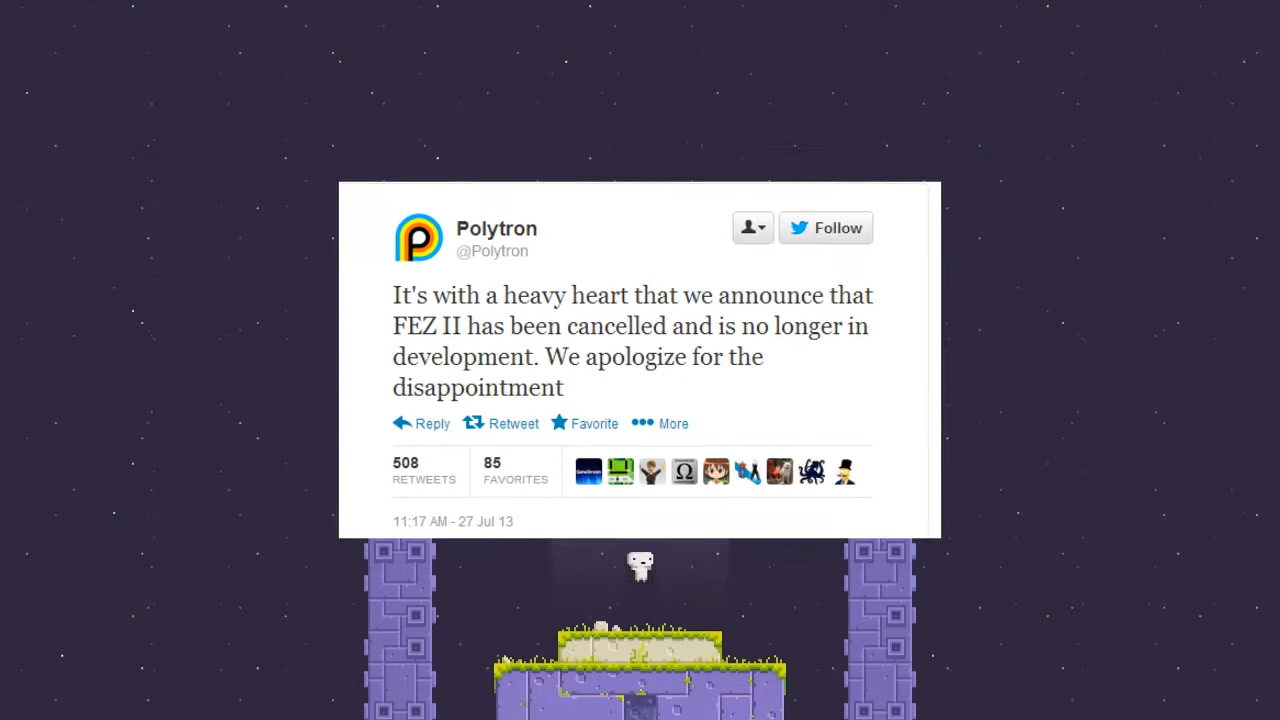 Polytron
@Polytron
Follow
It's with a heavy heart that we announce that
FEZ II has been cancelled and is no longer in
development. We apologize for the
disappointment
Reply Retweet Favorite More
508 85
RETWEETS FAVORITES
11:17 AM - 27 Jul 13